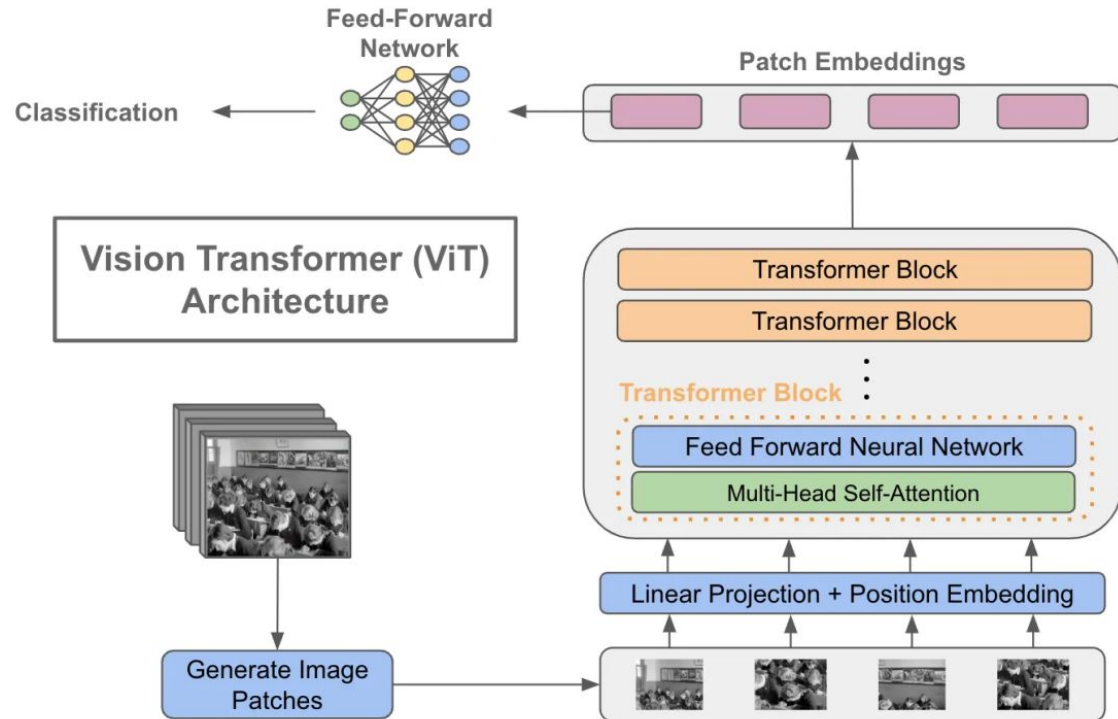 Feed-Forward
Network
Patch Embeddings
Classification
Vision Transformer (ViT)
Architecture
Transformer Block
Transformer Block
Transformer Block
Feed Forward Neural Network
Multi-Head Self-Attention
Linear Projection + Position Embedding
Generate Image
Patches